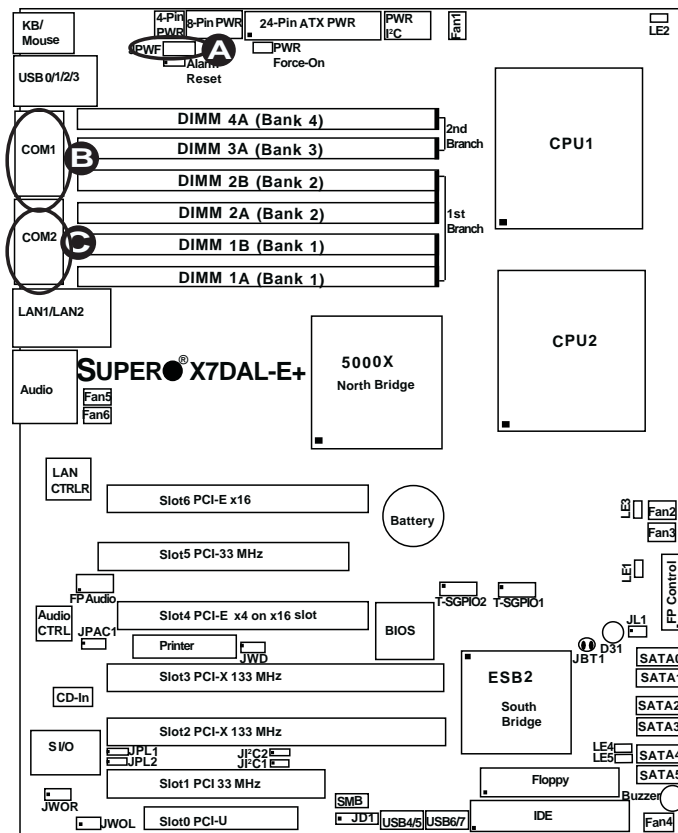 KB/
Mouse
4-Pin
PWR
8-Pin PWR
24-Pin ATX PWR
PWR
I²C
Fan1
LE2
JPWF
A
Alarm
Reset
PWR
Force-On
USB 0/1/2/3
DIMM 4A (Bank 4)
DIMM 3A (Bank 3)
DIMM 2B (Bank 2)
DIMM 2A (Bank 2)
DIMM 1B (Bank 1)
DIMM 1A (Bank 1)
2nd
Branch
1st
Branch
COM1
B
COM2
C
CPU1
CPU2
LAN1/LAN2
Audio
SUPER® X7DAL-E+
5000X
North Bridge
Fan5
Fan6
LAN
CTRLR
Slot6 PCI-E x16
Battery
LE3
Fan2
Fan3
Slot5 PCI-33 MHz
LE1
FP Control
FP Audio
T-SGPIO2
T-SGPIO1
Audio
CTRL
Slot4 PCI-E x4 on x16 slot
BIOS
JL1
D31
JBT1
JPAC1
Printer
JWD
Slot3 PCI-X 133 MHz
ESB2
South
Bridge
SATA0
SATA1
SATA2
SATA3
SATA4
SATA5
CD-In
Slot2 PCI-X 133 MHz
S I/O
JPL1
JPL2
JI²C2
JI²C1
LE4
LE5
Slot1 PCI 33 MHz
Floppy
Buzzer
JWOR
SMB
JWOL
Slot0 PCI-U
JD1
USB4/5
USB6/7
IDE
Fan4